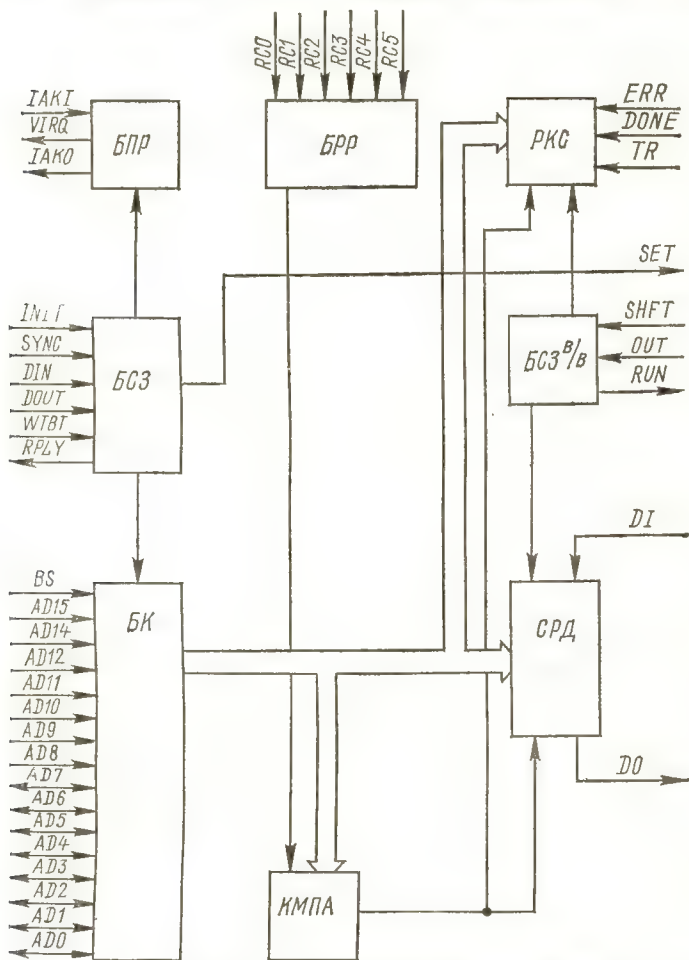 RC0
RC1
RC2
RC3
RC4
RC5
IAKI
VIRQ
IAKO
БПР
БРР
РКС
ERR
DONE
TR
SET
INIT
SYNC
DIN
DOUT
WTBT
RPLY
БСЗ
БСЗ В/В
SHFT
OUT
RUN
DI
BS
AD15
AD14
AD12
AD11
AD10
AD9
AD8
AD7
AD6
AD5
AD4
AD3
AD2
AD1
AD0
БК
СРД
DO
КМПА